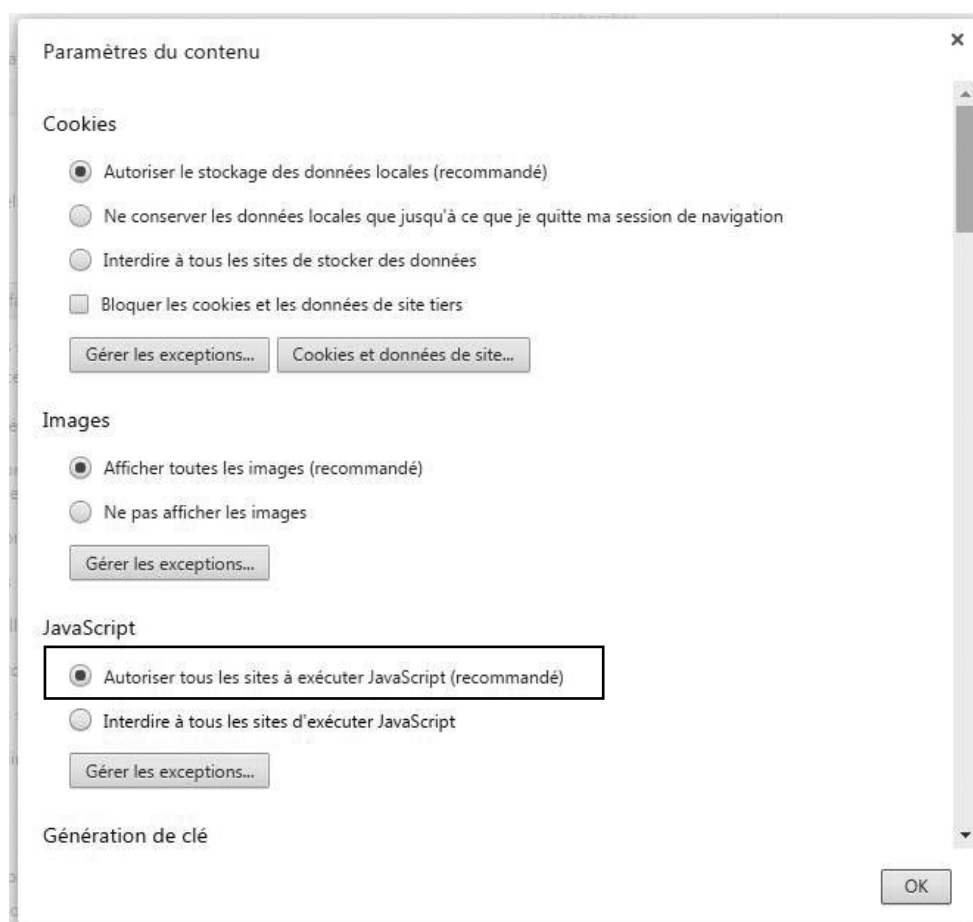 Paramètres du contenu
Cookies
Autoriser le stockage des données locales (recommandé)
Ne conserver les données locales que jusqu'à ce que je quitte ma session de navigation
Interdire à tous les sites de stocker des données
Bloquer les cookies et les données de site tiers
Gérer les exceptions... Cookies et données de site...
Images
Afficher toutes les images (recommandé)
Ne pas afficher les images
Gérer les exceptions...
JavaScript
Autoriser tous les sites à exécuter JavaScript (recommandé)
Interdire à tous les sites d'exécuter JavaScript
Gérer les exceptions...
Génération de clé
OK